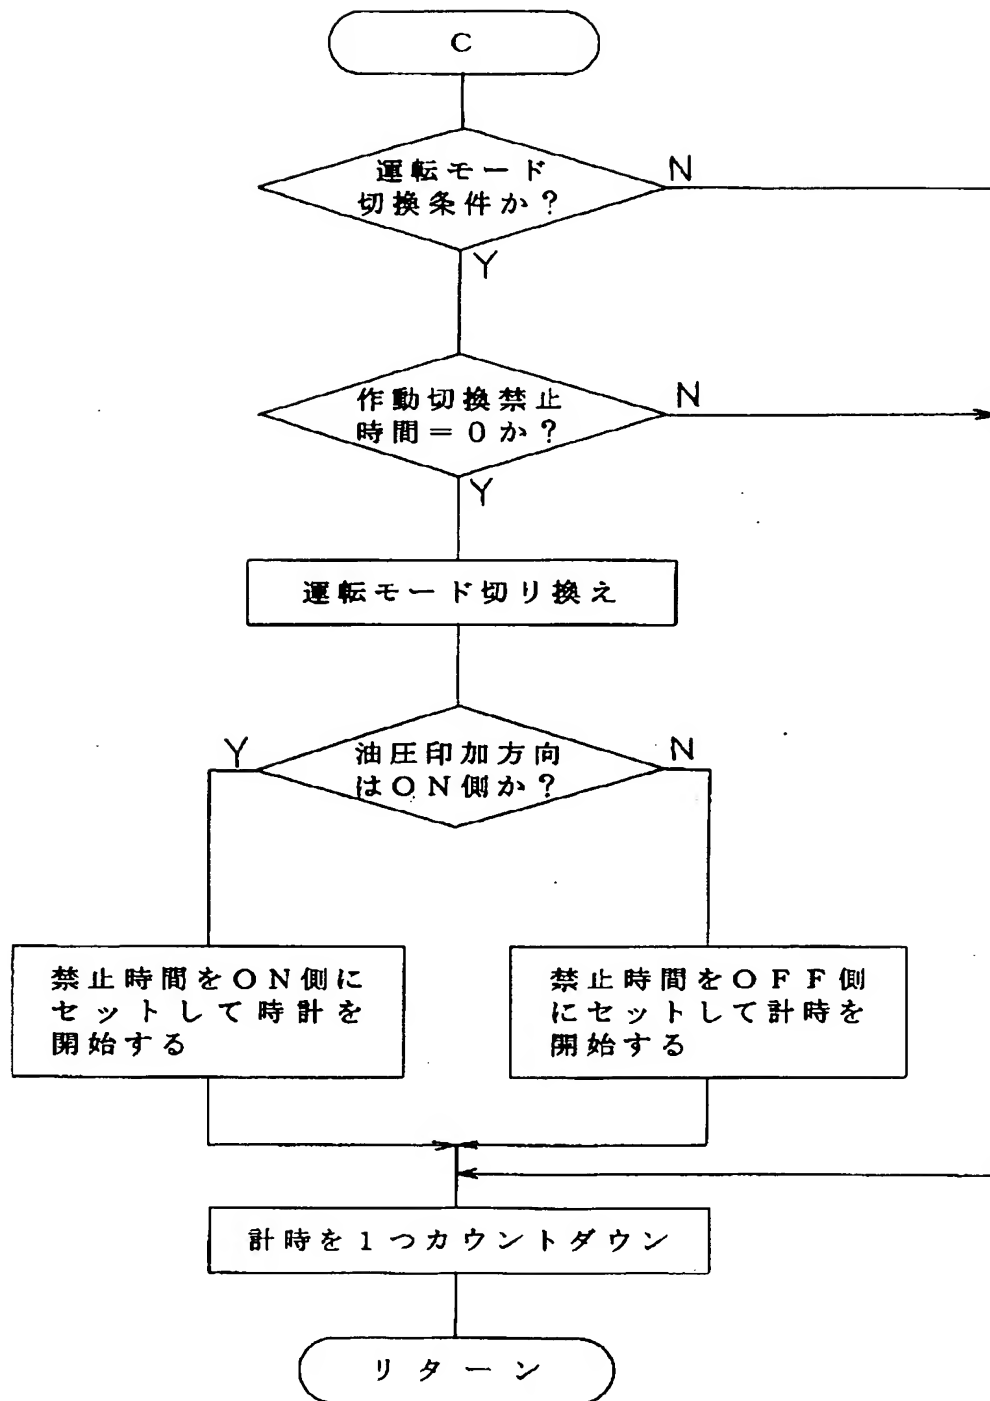 C
運転モード
切換条件か?
N
Y
作動切換禁止
時間=0か?
N
Y
運転モード切り換え
油圧印加方向
はON側か?
Y
N
禁止時間をON側に
セットして時計を
開始する
禁止時間をOFF側
にセットして計時を
開始する
計時を1つカウントダウン
リターン